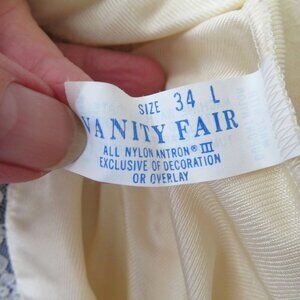 SIZE 34 L
VANITY FAIR
ALL NYLON ANTRON® III
EXCLUSIVE OF DECORATION
OR OVERLAY